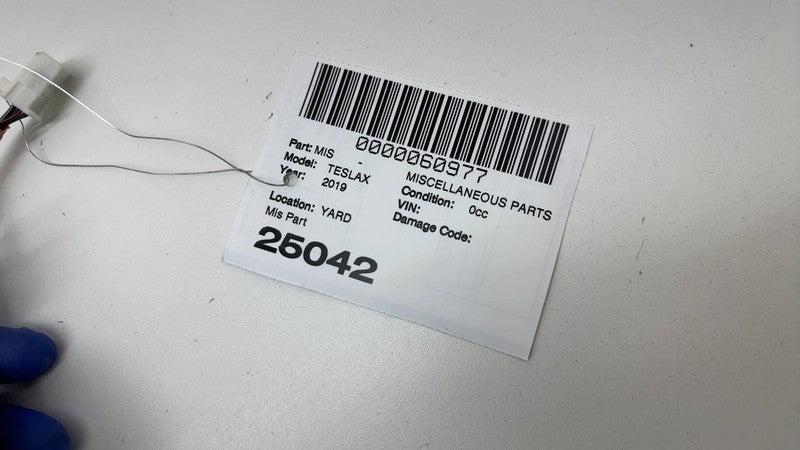 0000060977
Part: MIS - MISCELLANEOUS PARTS
Model: TESLAX Condition: 0cc
Year: 2019 VIN:
Damage Code:
Location: YARD
Mis Part
25042